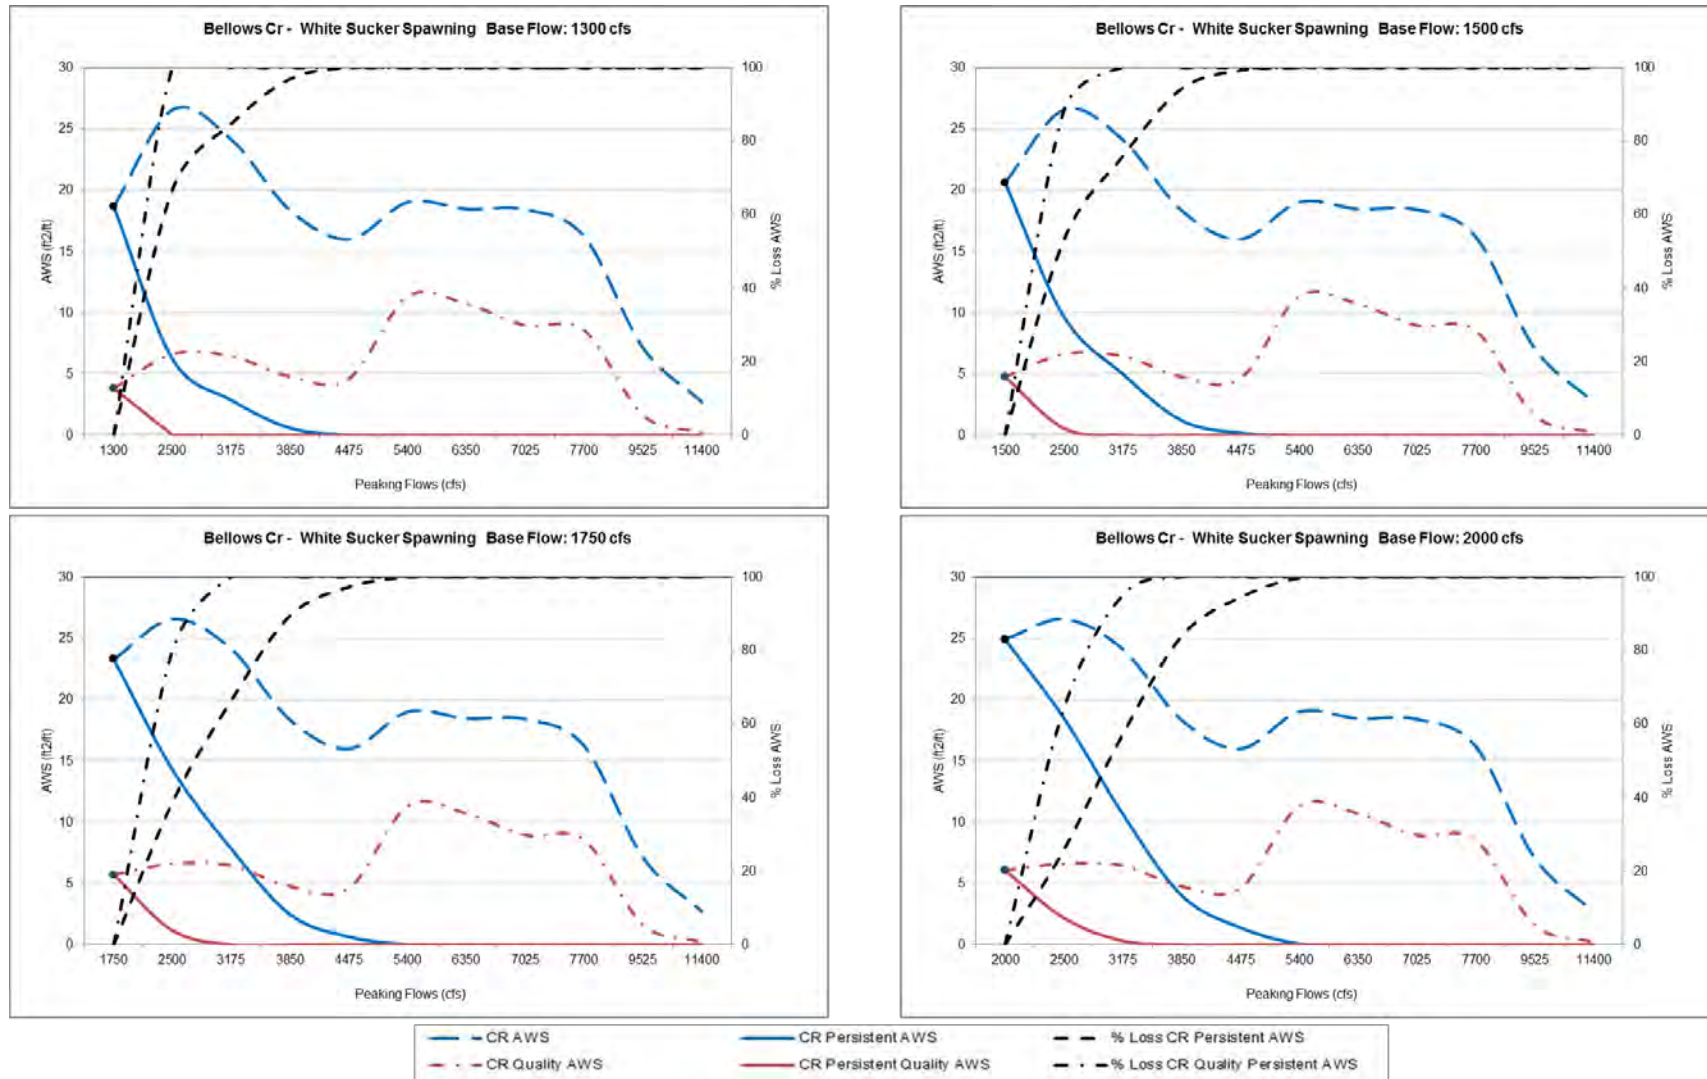 Bellows Cr - White Sucker Spawning Base Flow: 1300 cfs
30
25
20
15
10
5
0
AWS (ft2/ft)
100
80
60
40
20
0
% Loss AWS
1300 2500 3175 3850 4475 5400 6350 7025 7700 9525 11400
Peaking Flows (cfs)
Bellows Cr - White Sucker Spawning Base Flow: 1500 cfs
30
25
20
15
10
5
0
AWS (ft2/ft)
100
80
60
40
20
0
% Loss AWS
1500 2500 3175 3850 4475 5400 6350 7025 7700 9525 11400
Peaking Flows (cfs)
Bellows Cr - White Sucker Spawning Base Flow: 1750 cfs
30
25
20
15
10
5
0
AWS (ft2/ft)
100
80
60
40
20
0
% Loss AWS
1750 2500 3175 3850 4475 5400 6350 7025 7700 9525 11400
Peaking Flows (cfs)
Bellows Cr - White Sucker Spawning Base Flow: 2000 cfs
30
25
20
15
10
5
0
AWS (ft2/ft)
100
80
60
40
20
0
% Loss AWS
2000 2500 3175 3850 4475 5400 6350 7025 7700 9525 11400
Peaking Flows (cfs)
CR AWS CR Persistent AWS % Loss CR Persistent AWS
CR Quality AWS CR Persistent Quality AWS % Loss CR Quality Persistent AWS